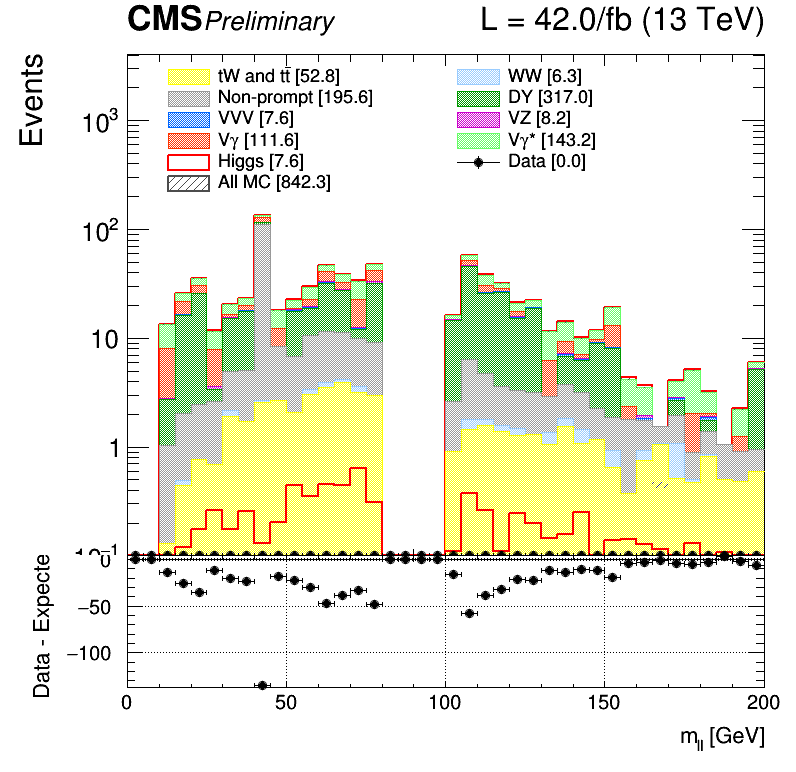 CMS Preliminary L = 42.0/fb (13 TeV)
Events
tW and tt̄ [52.8] WW [6.3]
Non-prompt [195.6] DY [317.0]
VVV [7.6] VZ [8.2]
Vγ [111.6] Vγ* [143.2]
Higgs [7.6] Data [0.0]
All MC [842.3]
10³
10²
10
1
0
−50
−100
Data - Expecte
0 50 100 150 200
m_ll [GeV]